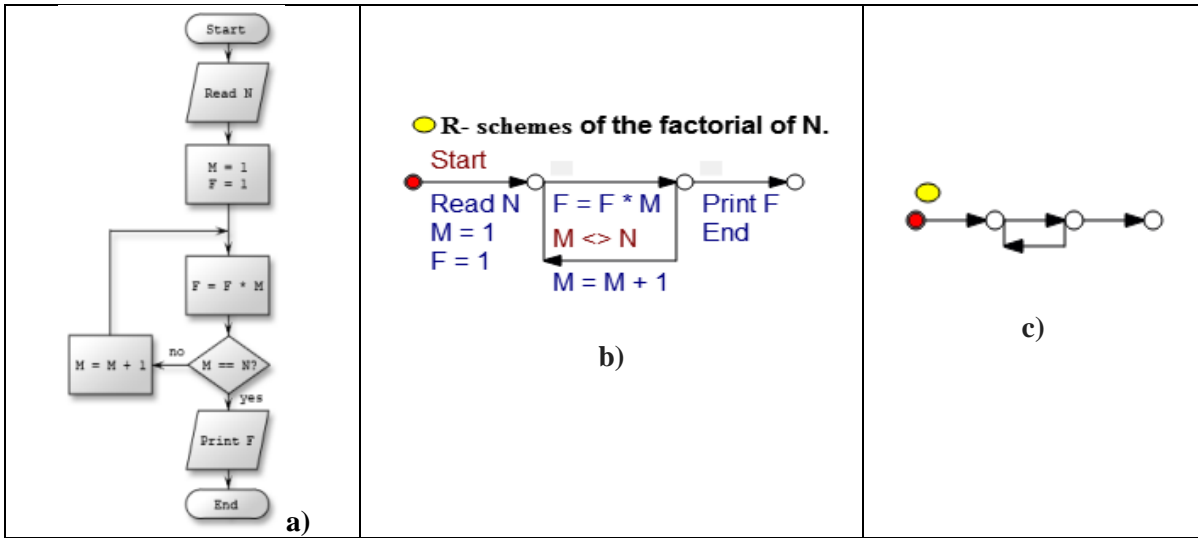 Start
Read N
M = 1
F = 1
F = F * M
M = M + 1
no
M == N?
yes
Print F
End
a)
R- schemes of the factorial of N.
Start
Read N
M = 1
F = 1
F = F * M
M <> N
M = M + 1
Print F
End
b)
c)